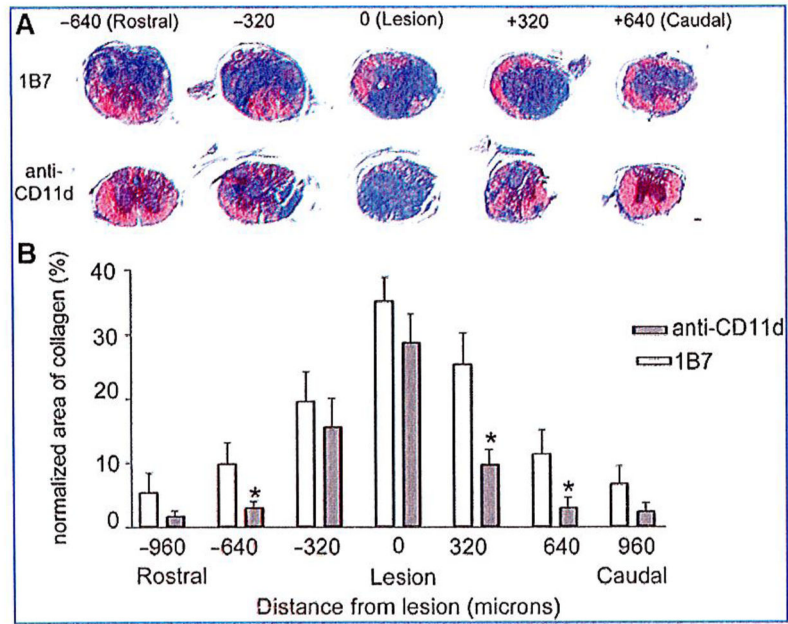 A
−640 (Rostral) −320 0 (Lesion) +320 +640 (Caudal)
1B7
anti-
CD11d
B
normalized area of collagen (%)
40
30
20
10
0
anti-CD11d
1B7
* * *
−960 −640 −320 0 320 640 960
Rostral Lesion Caudal
Distance from lesion (microns)